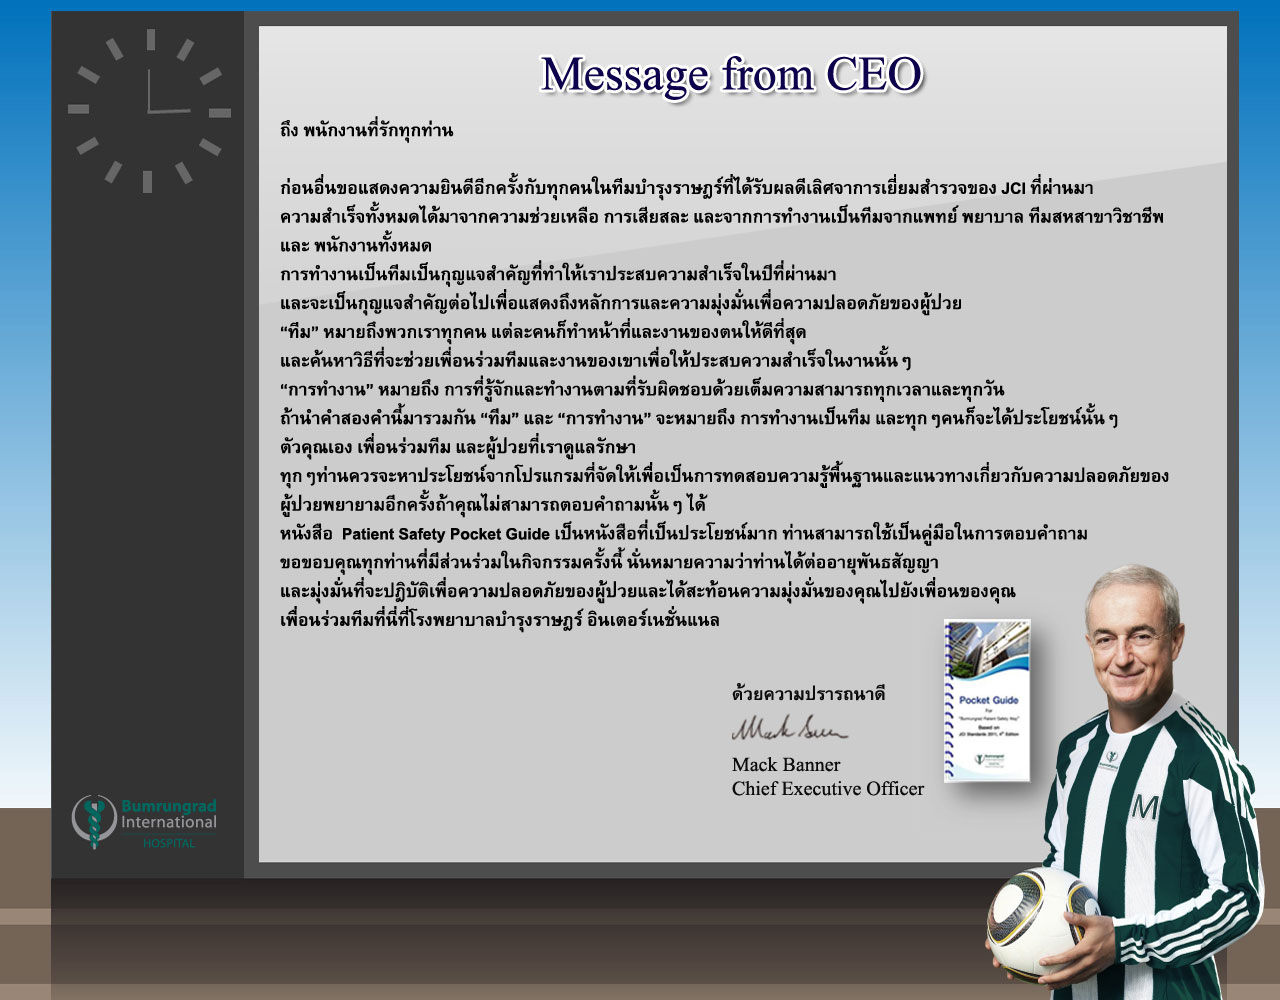 Message from CEO
ถึง พนักงานที่รักทุกท่าน
ก่อนอื่นขอแสดงความยินดีอีกครั้งกับทุกคนในทีมบำรุงราษฎร์ที่ได้รับผลดีเลิศจาการเยี่ยมสำรวจของ JCI ที่ผ่านมา
ความสำเร็จทั้งหมดได้มาจากความช่วยเหลือ การเสียสละ และจากการทำงานเป็นทีมจากแพทย์ พยาบาล ทีมสหสาขาวิชาชีพ
และ พนักงานทั้งหมด
การทำงานเป็นทีมเป็นกุญแจสำคัญที่ทำให้เราประสบความสำเร็จในปีที่ผ่านมา
และจะเป็นกุญแจสำคัญต่อไปเพื่อแสดงถึงหลักการและความมุ่งมั่นเพื่อความปลอดภัยของผู้ป่วย
“ทีม” หมายถึงพวกเราทุกคน แต่ละคนก็ทำหน้าที่และงานของตนให้ดีที่สุด
และค้นหาวิธีที่จะช่วยเพื่อนร่วมทีมและงานของเขาเพื่อให้ประสบความสำเร็จในงานนั้น ๆ
“การทำงาน” หมายถึง การที่รู้จักและทำงานตามที่รับผิดชอบด้วยเต็มความสามารถทุกเวลาและทุกวัน
ถ้านำคำสองคำนี้มารวมกัน “ทีม” และ “การทำงาน” จะหมายถึง การทำงานเป็นทีม และทุก ๆคนก็จะได้ประโยชน์นั้น ๆ
ตัวคุณเอง เพื่อนร่วมทีม และผู้ป่วยที่เราดูแลรักษา
ทุก ๆท่านควรจะหาประโยชน์จากโปรแกรมที่จัดให้เพื่อเป็นการทดสอบความรู้พื้นฐานและแนวทางเกี่ยวกับความปลอดภัยของ
ผู้ป่วยพยายามอีกครั้งถ้าคุณไม่สามารถตอบคำถามนั้น ๆ ได้
หนังสือ Patient Safety Pocket Guide เป็นหนังสือที่เป็นประโยชน์มาก ท่านสามารถใช้เป็นคู่มือในการตอบคำถาม
ขอขอบคุณทุกท่านที่มีส่วนร่วมในกิจกรรมครั้งนี้ นั่นหมายความว่าท่านได้ต่ออายุพันธสัญญา
และมุ่งมั่นที่จะปฏิบัติเพื่อความปลอดภัยของผู้ป่วยและได้สะท้อนความมุ่งมั่นของคุณไปยังเพื่อนของคุณ
เพื่อนร่วมทีมที่นี่ที่โรงพยาบาลบำรุงราษฎร์ อินเตอร์เนชั่นแนล
ด้วยความปรารถนาดี
Mack Banner
Chief Executive Officer
Pocket Guide
For
"Bumrungrad Patient Safety Way"
Based on
JCI Standards 2011, 4th Edition
M
Bumrungrad
International
HOSPITAL